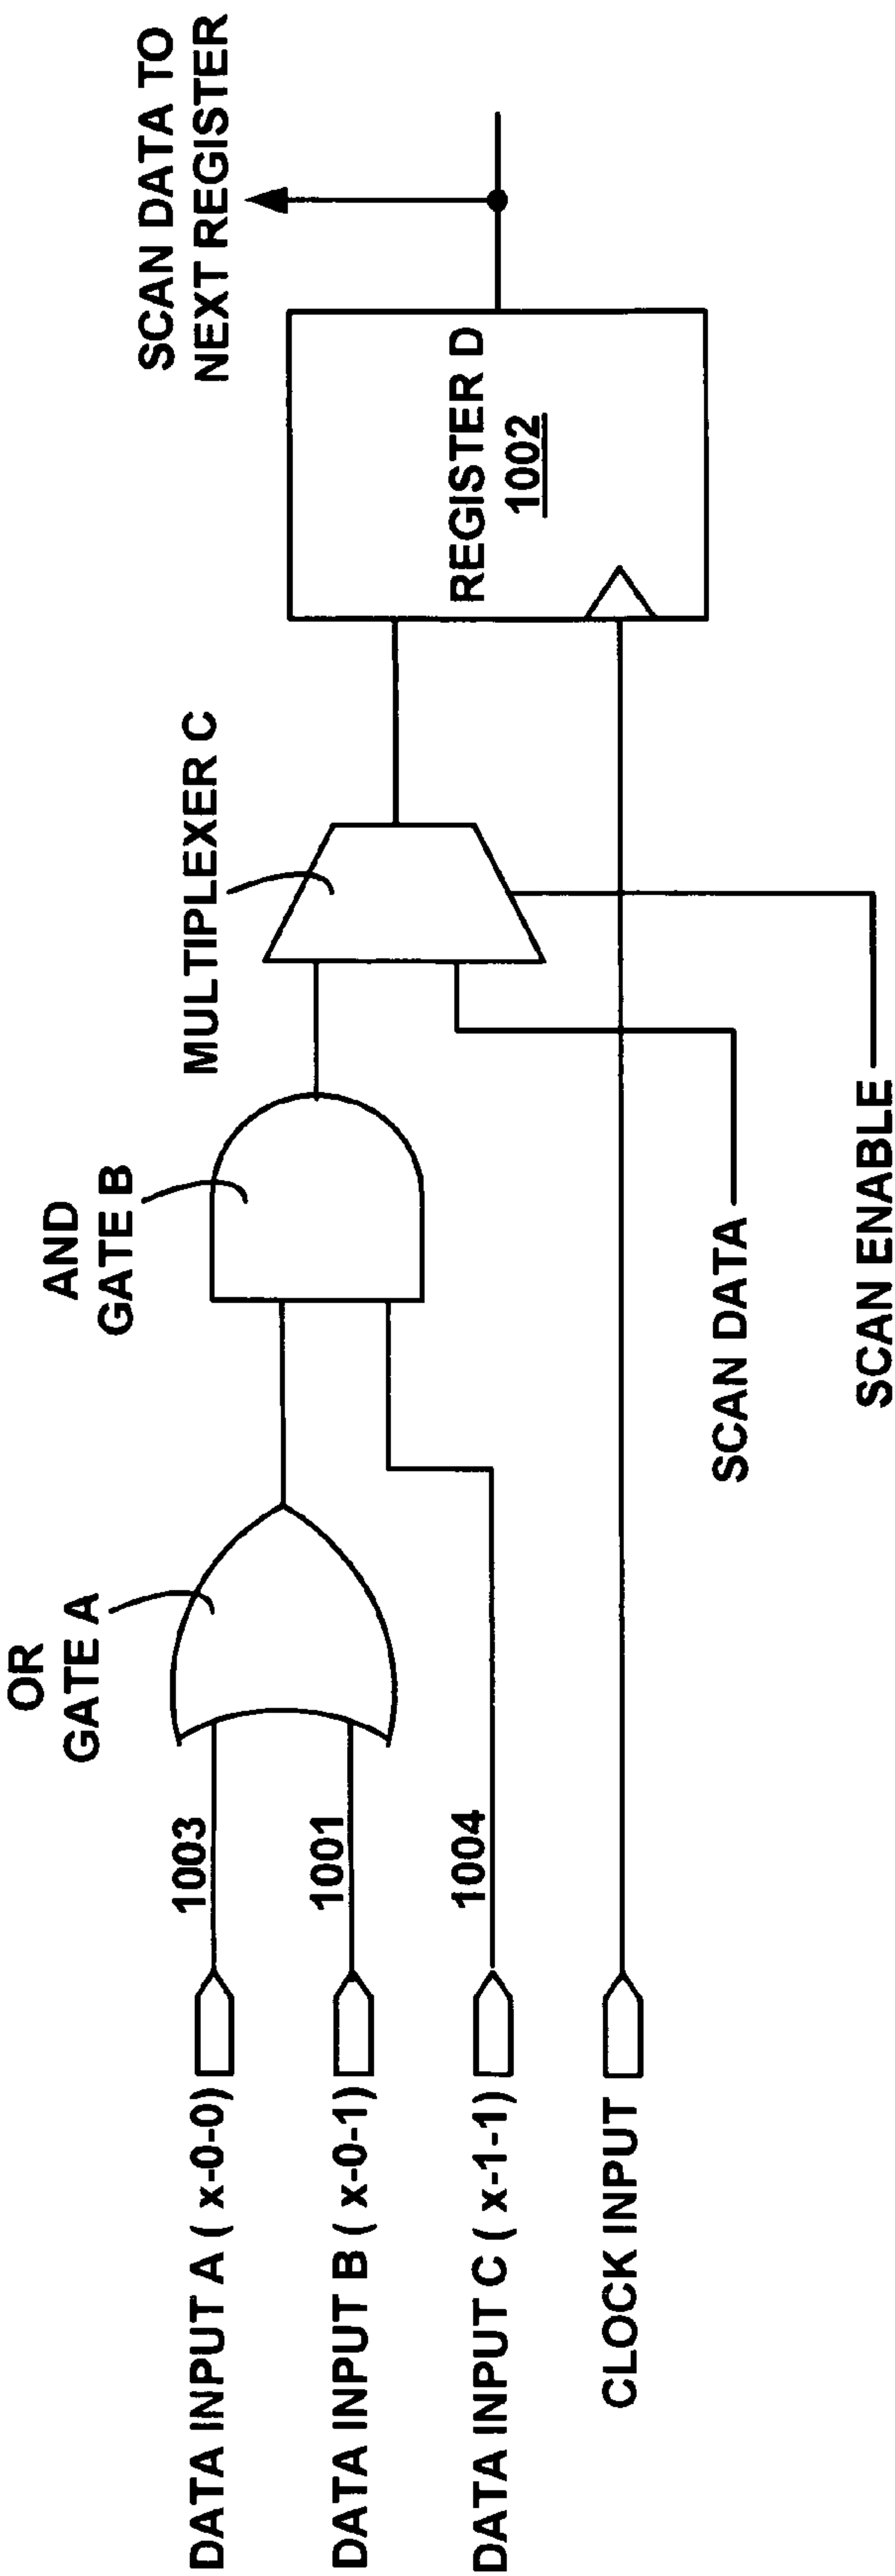 SCAN DATA TO
NEXT REGISTER
OR
GATE A
AND
GATE B
MULTIPLEXER C
REGISTER D
1002
DATA INPUT A ( x-0-0)
1003
DATA INPUT B ( x-0-1)
1001
DATA INPUT C ( x-1-1)
1004
CLOCK INPUT
SCAN DATA
SCAN ENABLE